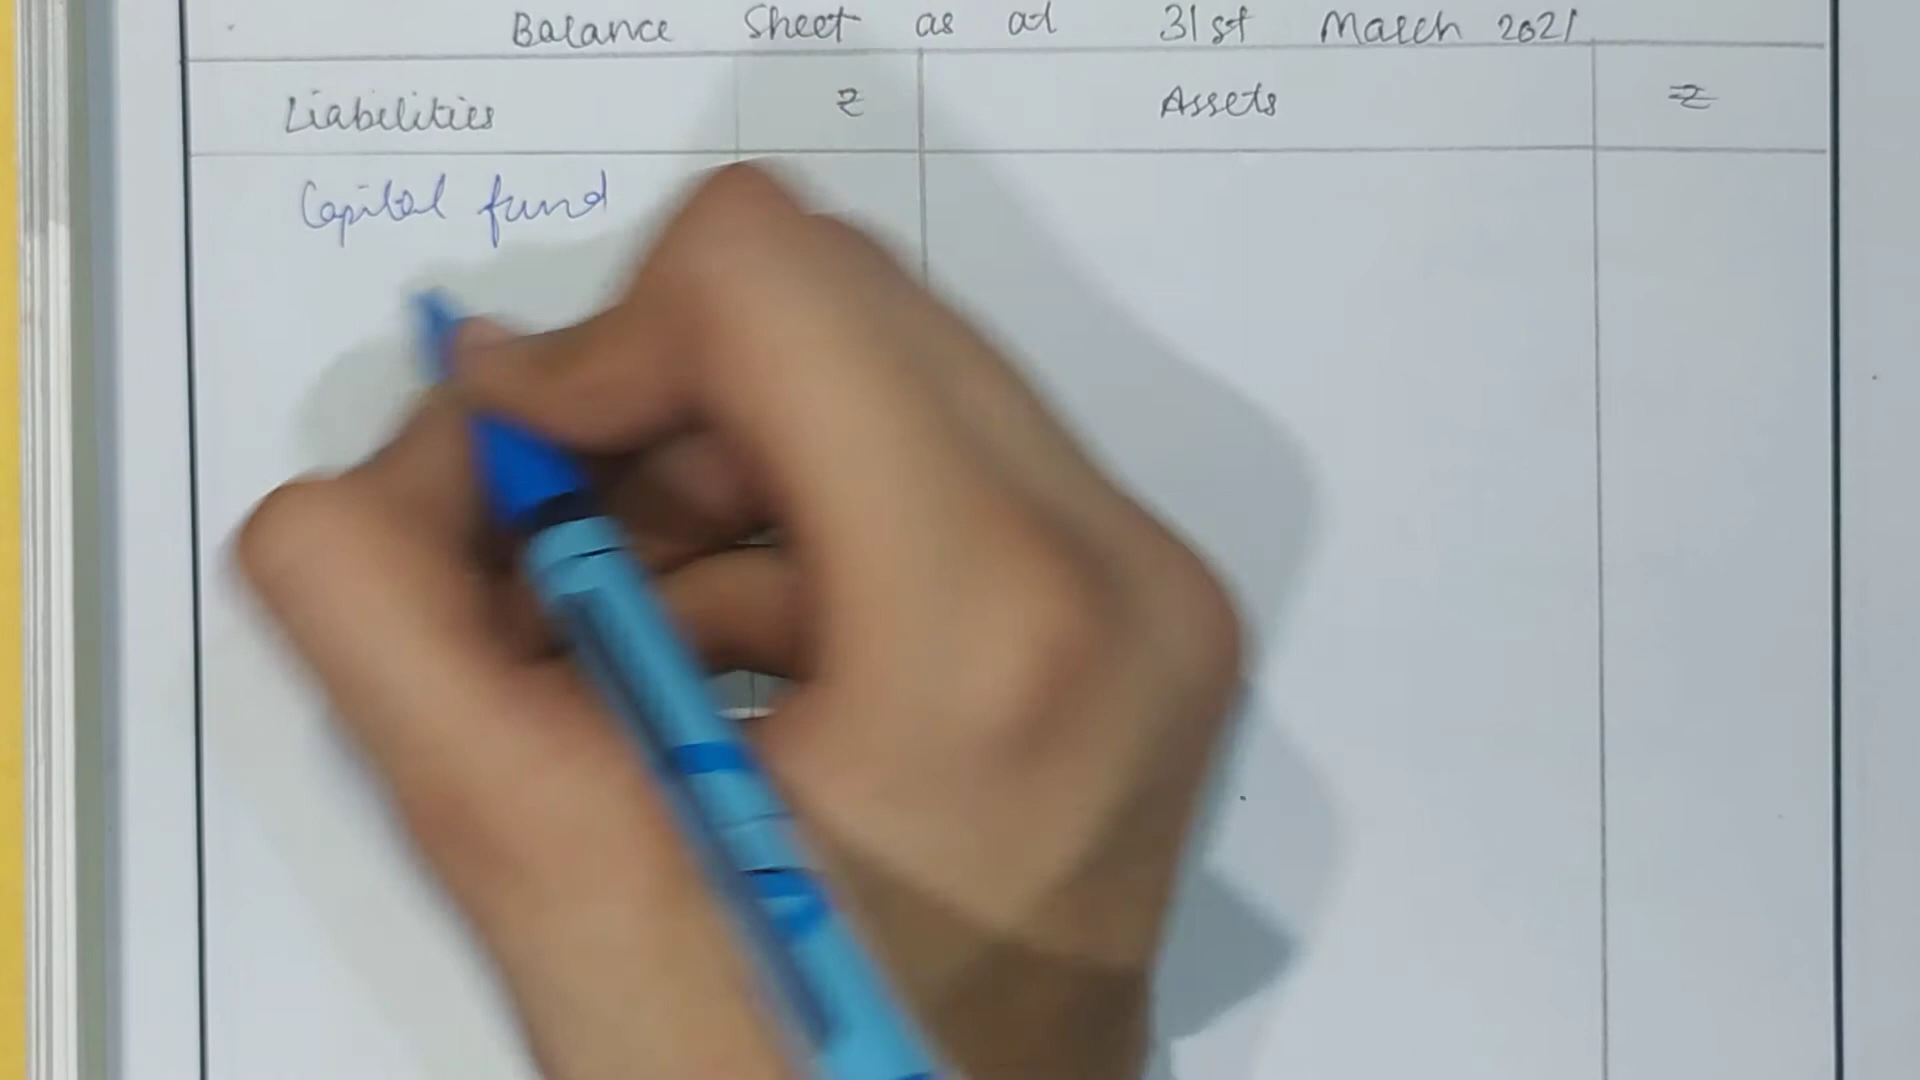 Balance Sheet as at 31st March 2021
Liabilities ₹ Assets ₹
Capital fund